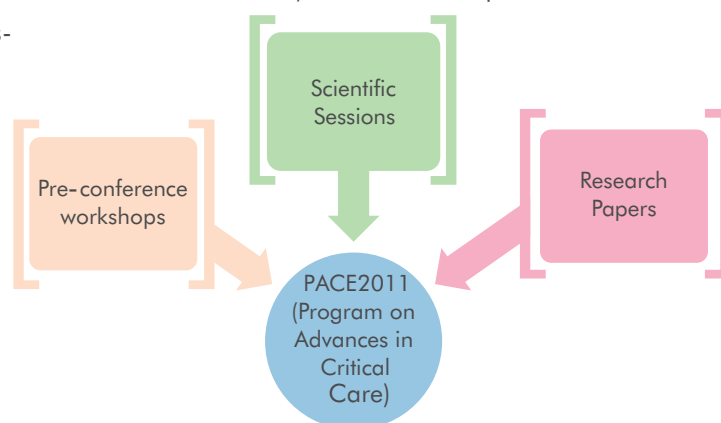 Scientific
Sessions
Pre-conference
workshops
Research
Papers
PACE2011
(Program on
Advances in
Critical
Care)